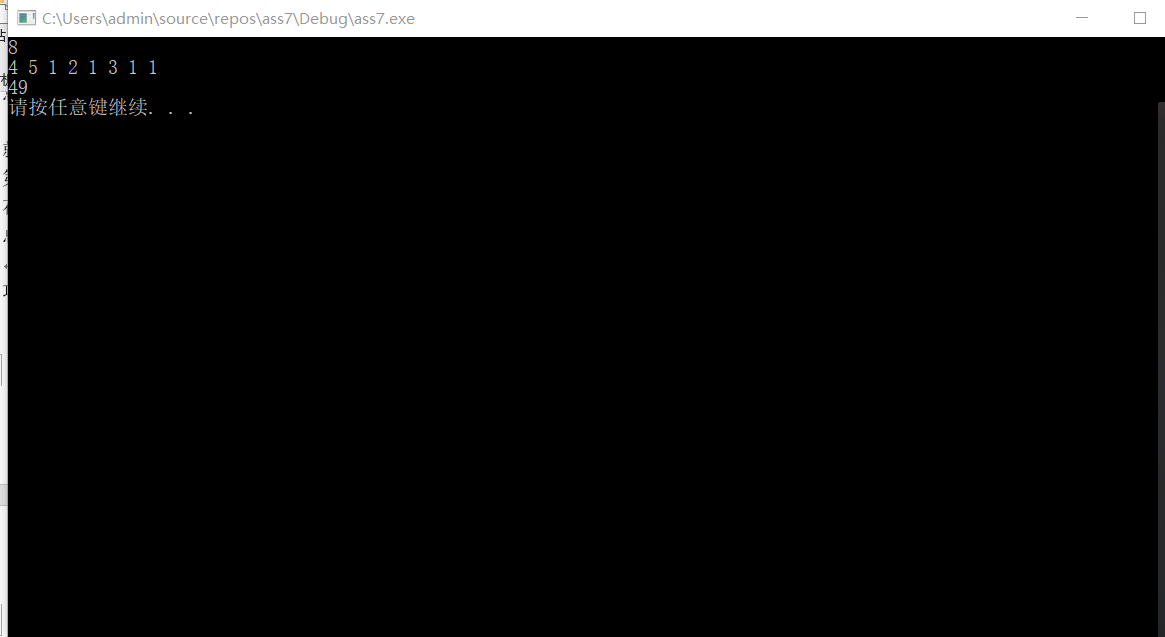 C:\Users\admin\source\repos\ass7\Debug\ass7.exe
8
4 5 1 2 1 3 1 1
49
请按任意键继续. . .